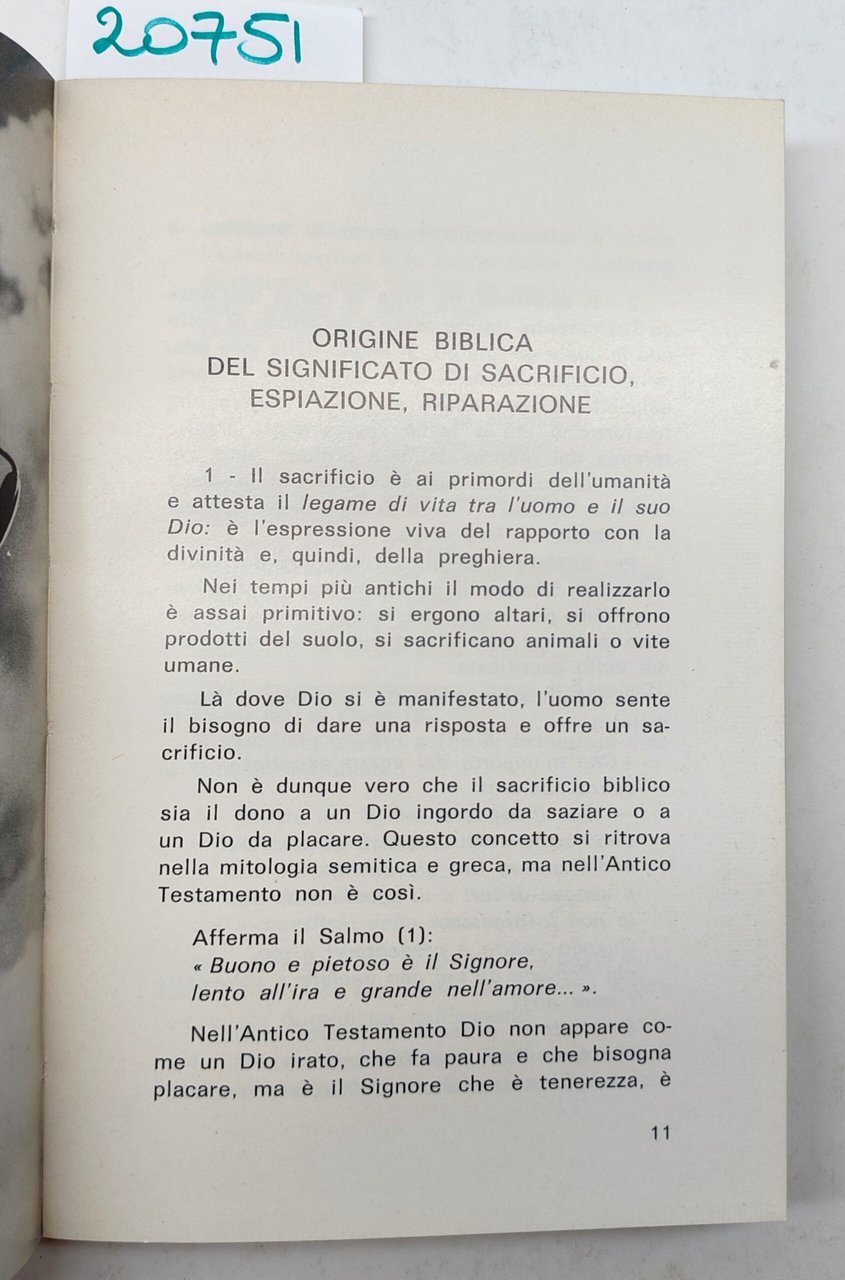 20751
ORIGINE BIBLICA
DEL SIGNIFICATO DI SACRIFICIO,
ESPIAZIONE, RIPARAZIONE
1 - Il sacrificio è ai primordi dell'umanità
e attesta il legame di vita tra l'uomo e il suo
Dio: è l'espressione viva del rapporto con la
divinità e, quindi, della preghiera.
Nei tempi più antichi il modo di realizzarlo
è assai primitivo: si ergono altari, si offrono
prodotti del suolo, si sacrificano animali o vite
umane.
Là dove Dio si è manifestato, l'uomo sente
il bisogno di dare una risposta e offre un sa-
crificio.
Non è dunque vero che il sacrificio biblico
sia il dono a un Dio ingordo da saziare o a
un Dio da placare. Questo concetto si ritrova
nella mitologia semitica e greca, ma nell'Antico
Testamento non è così.
Afferma il Salmo (1):
« Buono e pietoso è il Signore,
lento all'ira e grande nell'amore... ».
Nell'Antico Testamento Dio non appare co-
me un Dio irato, che fa paura e che bisogna
placare, ma è il Signore che è tenerezza, è
11